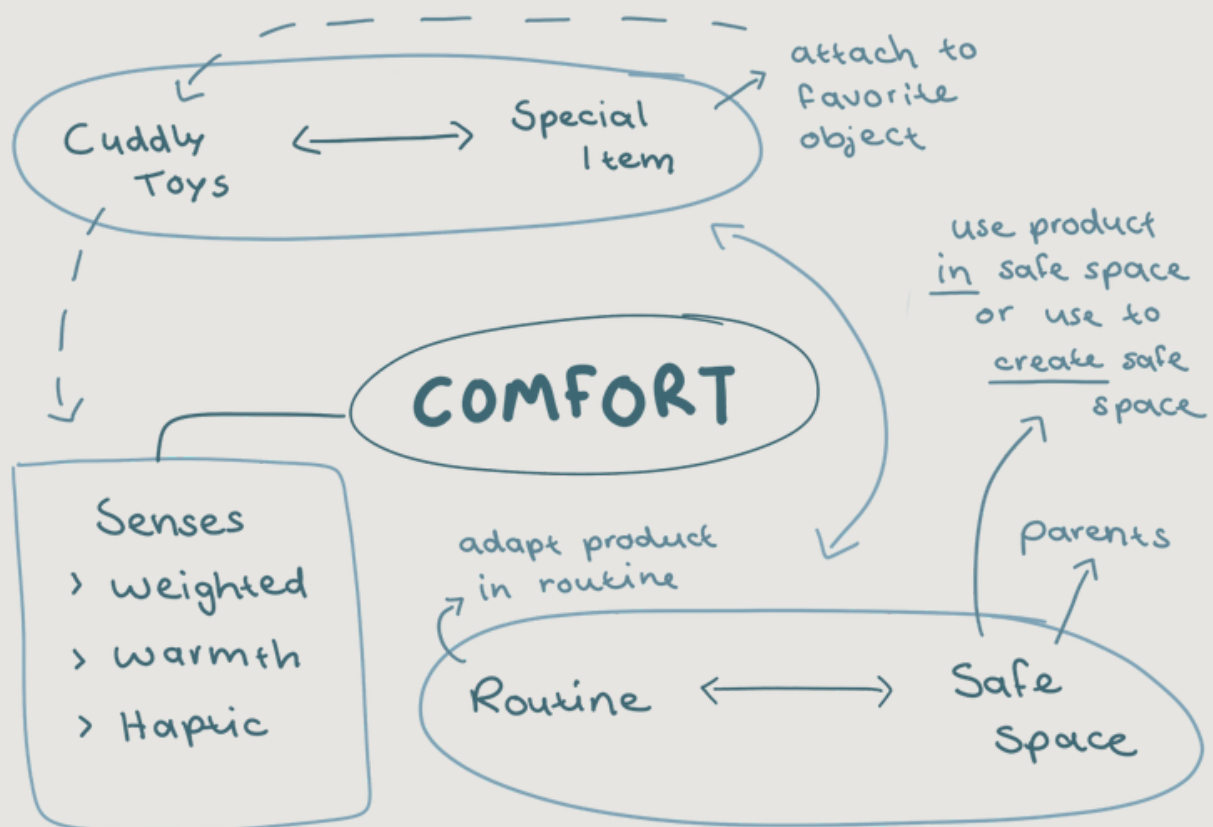 attach to
favorite
object
Cuddly
Toys
Special
Item
use product
in safe space
or use to
create safe
space
COMFORT
Senses
> weighted
> warmth
> Haptic
adapt product
in routine
parents
Routine
Safe
Space